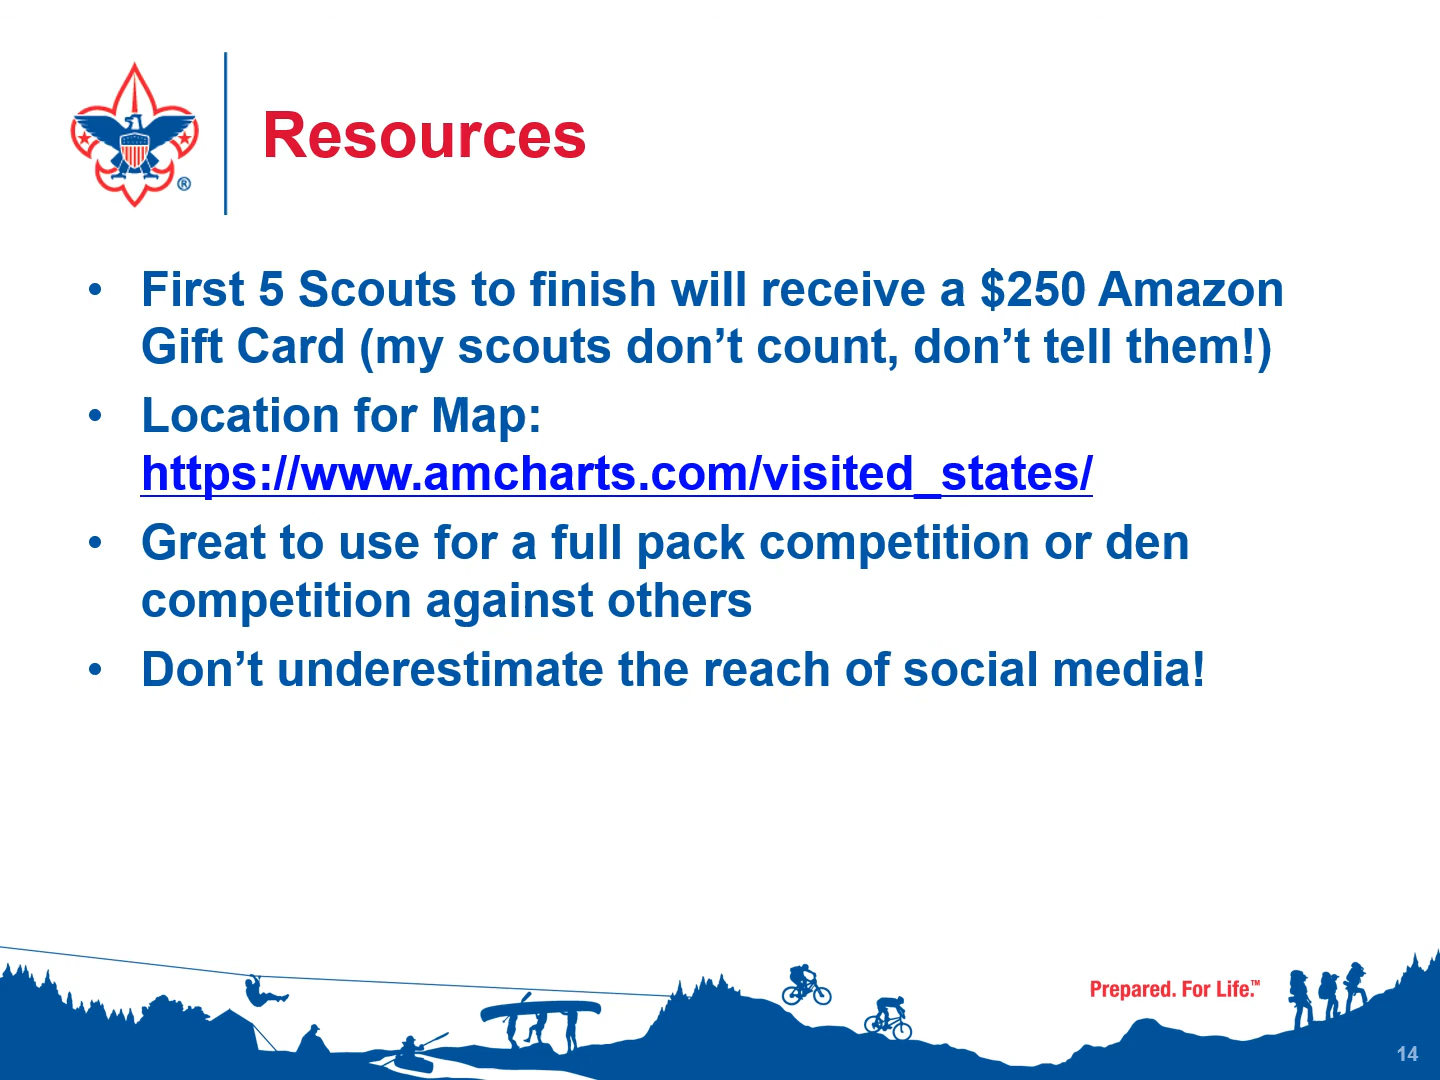 Resources
• First 5 Scouts to finish will receive a $250 Amazon
Gift Card (my scouts don’t count, don’t tell them!)
• Location for Map:
https://www.amcharts.com/visited_states/
• Great to use for a full pack competition or den
competition against others
• Don’t underestimate the reach of social media!
Prepared. For Life.™
14
®